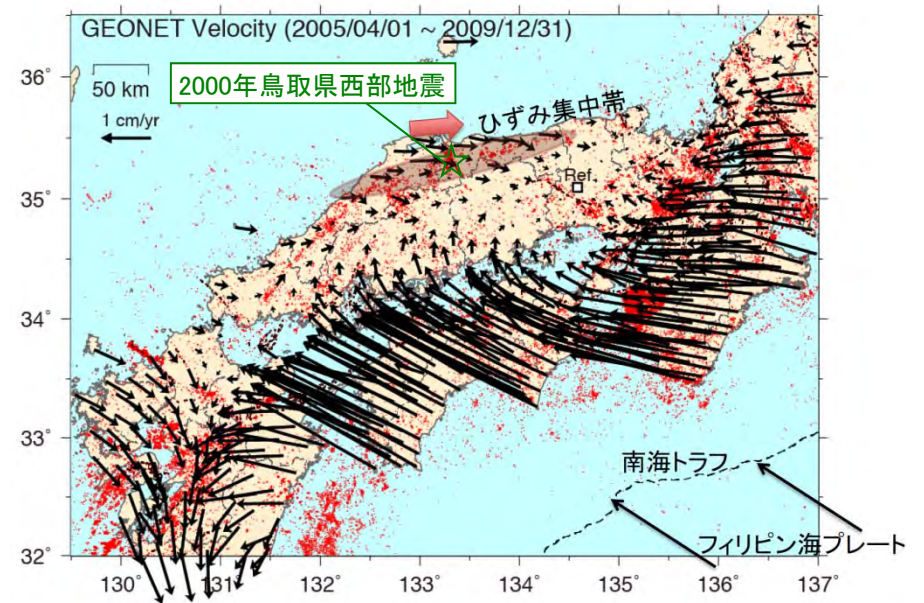 GEONET Velocity (2005/04/01 ~ 2009/12/31)
36˚
50 km
2000年鳥取県西部地震
ひずみ集中帯
1 cm/yr
Ref.
35˚
34˚
33˚
南海トラフ
フィリピン海プレート
32˚
130˚ 131˚ 132˚ 133˚ 134˚ 135˚ 136˚ 137˚